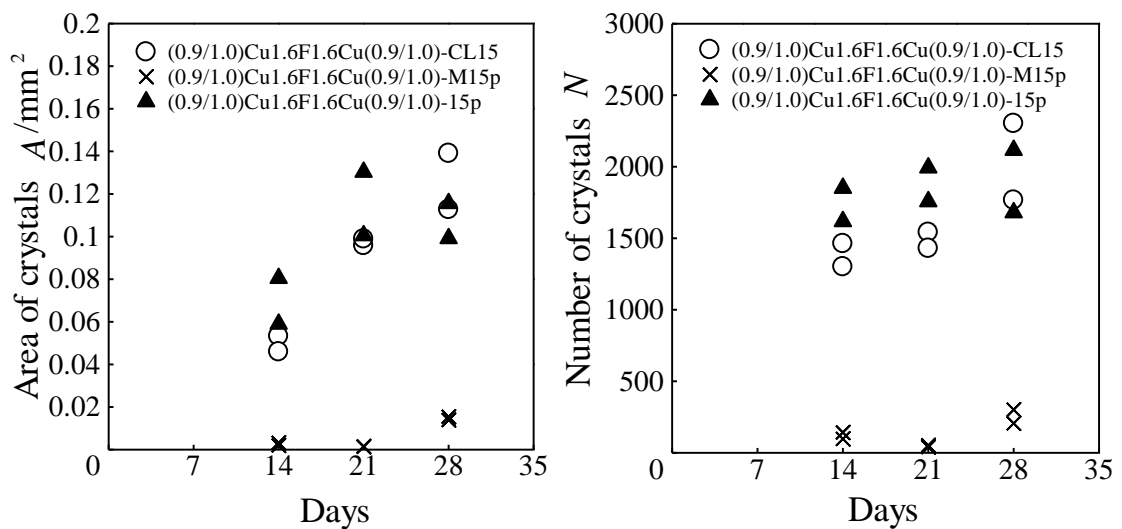 Area of crystals A/mm²
0.2
0.18
0.16
0.14
0.12
0.1
0.08
0.06
0.04
0.02
0
(0.9/1.0)Cu1.6F1.6Cu(0.9/1.0)-CL15
(0.9/1.0)Cu1.6F1.6Cu(0.9/1.0)-M15p
(0.9/1.0)Cu1.6F1.6Cu(0.9/1.0)-15p
7 14 21 28 35
Days
Number of crystals N
3000
2500
2000
1500
1000
500
0
(0.9/1.0)Cu1.6F1.6Cu(0.9/1.0)-CL15
(0.9/1.0)Cu1.6F1.6Cu(0.9/1.0)-M15p
(0.9/1.0)Cu1.6F1.6Cu(0.9/1.0)-15p
7 14 21 28 35
Days